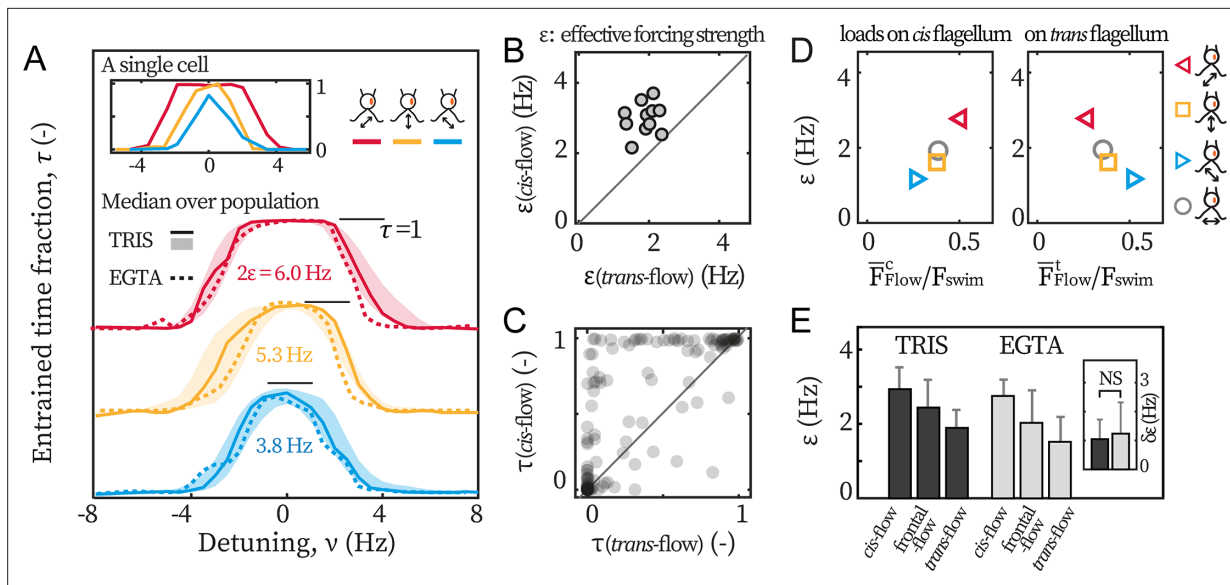 A
A single cell
1
0
-4
0
4
Median over population
TRIS
EGTA
τ=1
2ε=6.0 Hz
5.3 Hz
3.8 Hz
Entrained time fraction, τ (-)
-8
-4
0
4
8
Detuning, ν (Hz)
B
ε: effective forcing strength
ε(cis-flow) (Hz)
4
2
0
0
2
4
ε(trans-flow) (Hz)
C
τ(cis-flow) (-)
1
0
0
1
τ(trans-flow) (-)
D
loads on cis flagellum
on trans flagellum
ε (Hz)
4
2
0
0
0.5
0
0.5
F̅ᶜFlow/Fswim
F̅ᵗFlow/Fswim
E
TRIS
EGTA
NS
3
0
δε (Hz)
ε (Hz)
4
2
0
cis-flow
frontal
-flow
trans-flow
cis-flow
frontal
-flow
trans-flow